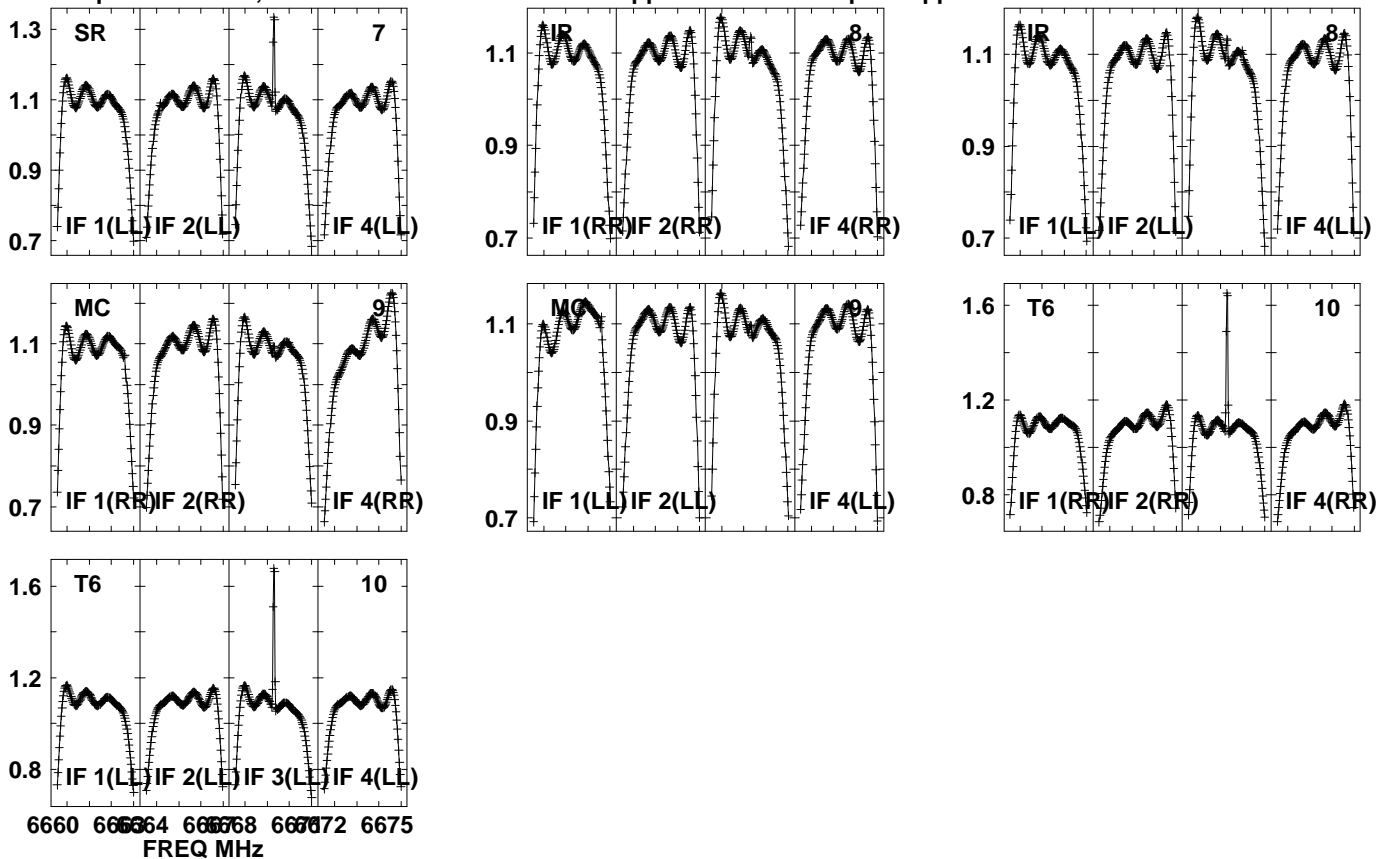 SR 7
1.3
1.1
0.9
0.7
IF 1(LL) IF 2(LL) IF 4(LL)
IR 8
1.1
0.9
0.7
IF 1(RR) IF 2(RR) IF 4(RR)
IR 8
1.1
0.9
0.7
IF 1(LL) IF 2(LL) IF 4(LL)
MC 9
1.1
0.9
0.7
IF 1(RR) IF 2(RR) IF 4(RR)
MC 9
1.1
0.9
0.7
IF 1(LL) IF 2(LL) IF 4(LL)
T6 10
1.6
1.2
0.8
IF 1(RR) IF 2(RR) IF 4(RR)
T6 10
1.6
1.2
0.8
IF 1(LL) IF 2(LL) IF 3(LL) IF 4(LL)
6660 6663 6664 6667 6668 6671 6672 6675
FREQ MHz